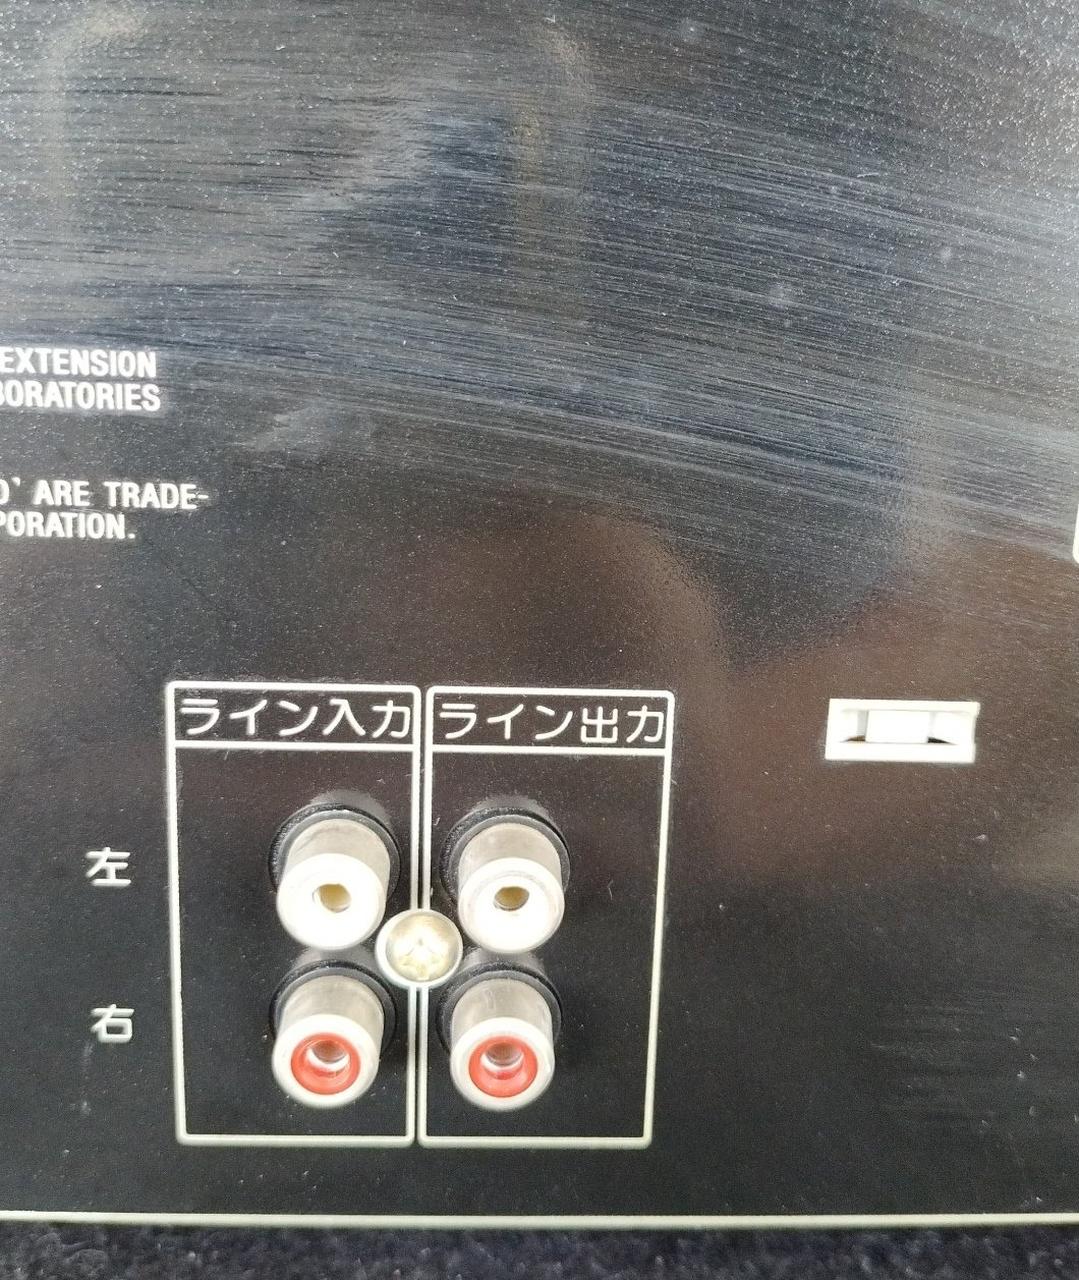 EXTENSION
BORATORIES
D' ARE TRADE-
PORATION.
ライン入力
ライン出力
左
右